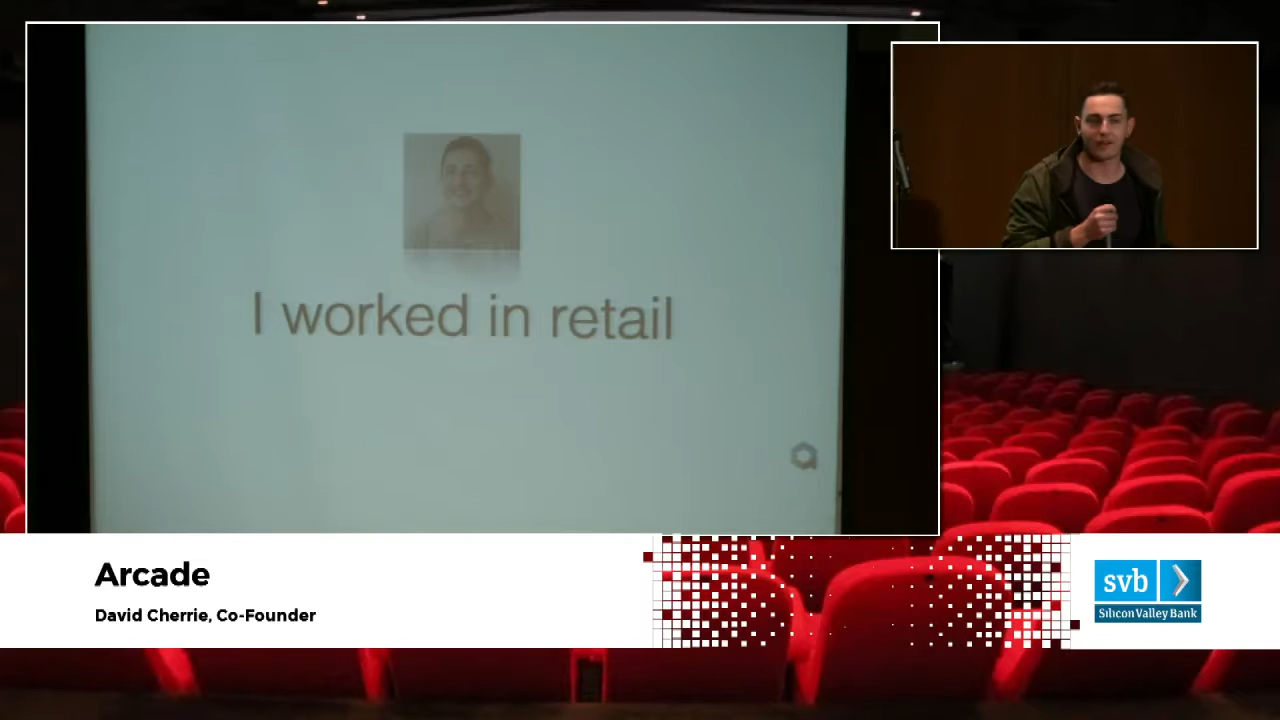 I worked in retail
Arcade
David Cherrie, Co-Founder
svb
Silicon Valley Bank